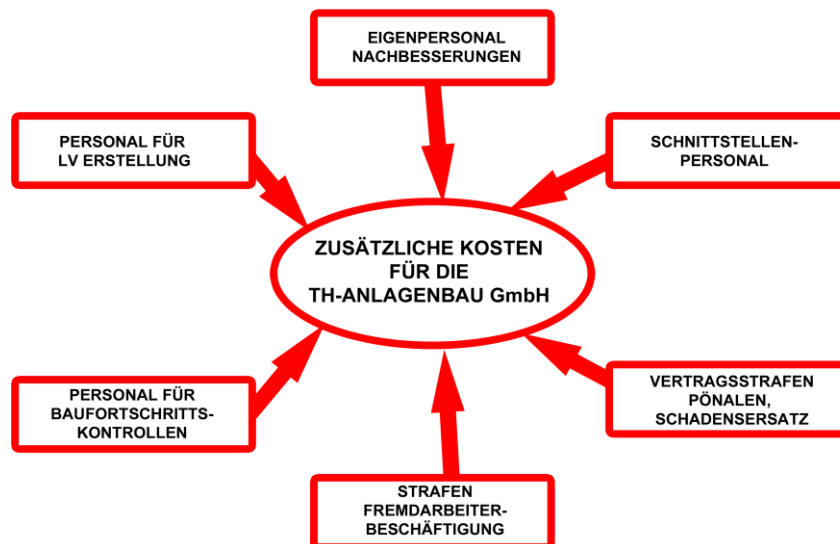 EIGENPERSONAL
NACHBESSERUNGEN
PERSONAL FÜR
LV ERSTELLUNG
SCHNITTSTELLEN-
PERSONAL
ZUSÄTZLICHE KOSTEN
FÜR DIE
TH-ANLAGENBAU GmbH
PERSONAL FÜR
BAUFORTSCHRITTS-
KONTROLLEN
VERTRAGSSTRAFEN
PÖNALEN,
SCHADENSERSATZ
STRAFEN
FREMDARBEITER-
BESCHÄFTIGUNG